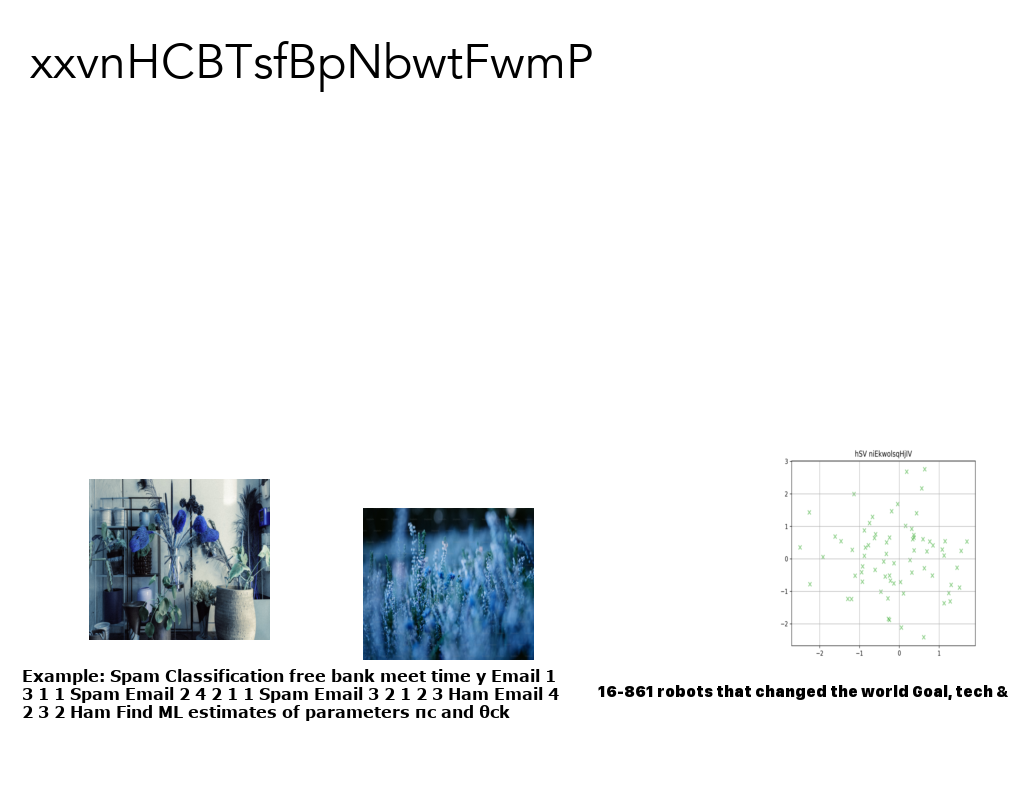 xxvnHCBTsfBpNbwtFwmP
hSV niEkwoIsqHjIV
3
2
1
0
−1
−2
−2
−1
0
1
Example: Spam Classification free bank meet time y Email 1
3 1 1 Spam Email 2 4 2 1 1 Spam Email 3 2 1 2 3 Ham Email 4
2 3 2 Ham Find ML estimates of parameters πc and θck
16-861 robots that changed the world Goal, tech &